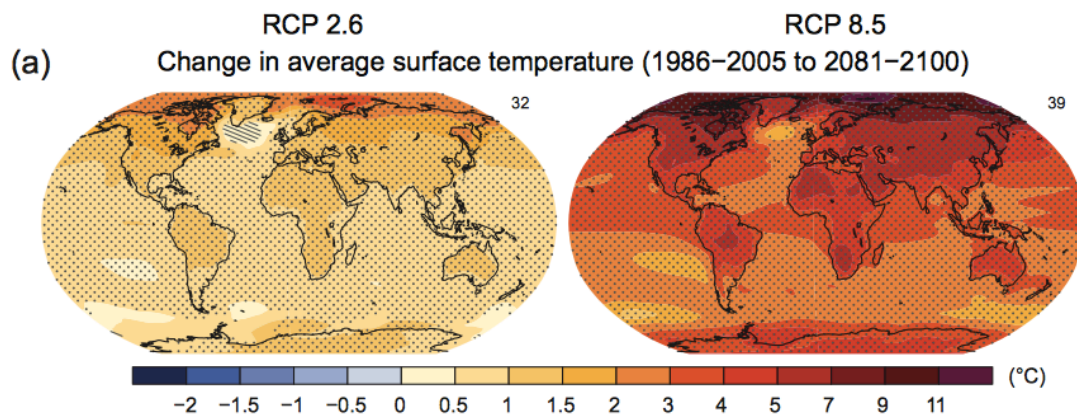 RCP 2.6 RCP 8.5
(a) Change in average surface temperature (1986−2005 to 2081−2100)
32 39
(°C)
−2 −1.5 −1 −0.5 0 0.5 1 1.5 2 3 4 5 7 9 11